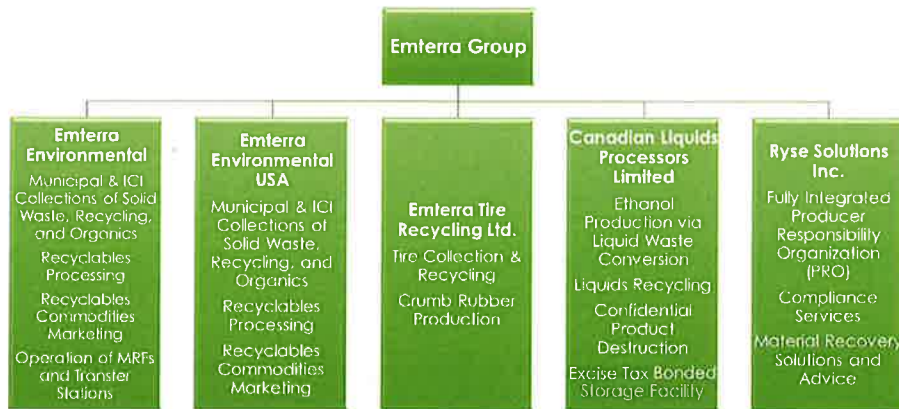 Emterra Group
Emterra
Environmental
Municipal & ICI
Collections of Solid
Waste, Recycling,
and Organics
Recyclables
Processing
Recyclables
Commodities
Marketing
Operation of MRFs
and Transfer
Stations
Emterra
Environmental
USA
Municipal & ICI
Collections of
Solid Waste,
Recycling, and
Organics
Recyclables
Processing
Recyclables
Commodities
Marketing
Emterra Tire
Recycling Ltd.
Tire Collection &
Recycling
Crumb Rubber
Production
Canadian Liquids
Processors
Limited
Ethanol
Production via
Liquid Waste
Conversion
Liquids Recycling
Confidential
Product
Destruction
Excise Tax Bonded
Storage Facility
Ryse Solutions
Inc.
Fully Integrated
Producer
Responsibility
Organization
(PRO)
Compliance
Services
Material Recovery
Solutions and
Advice